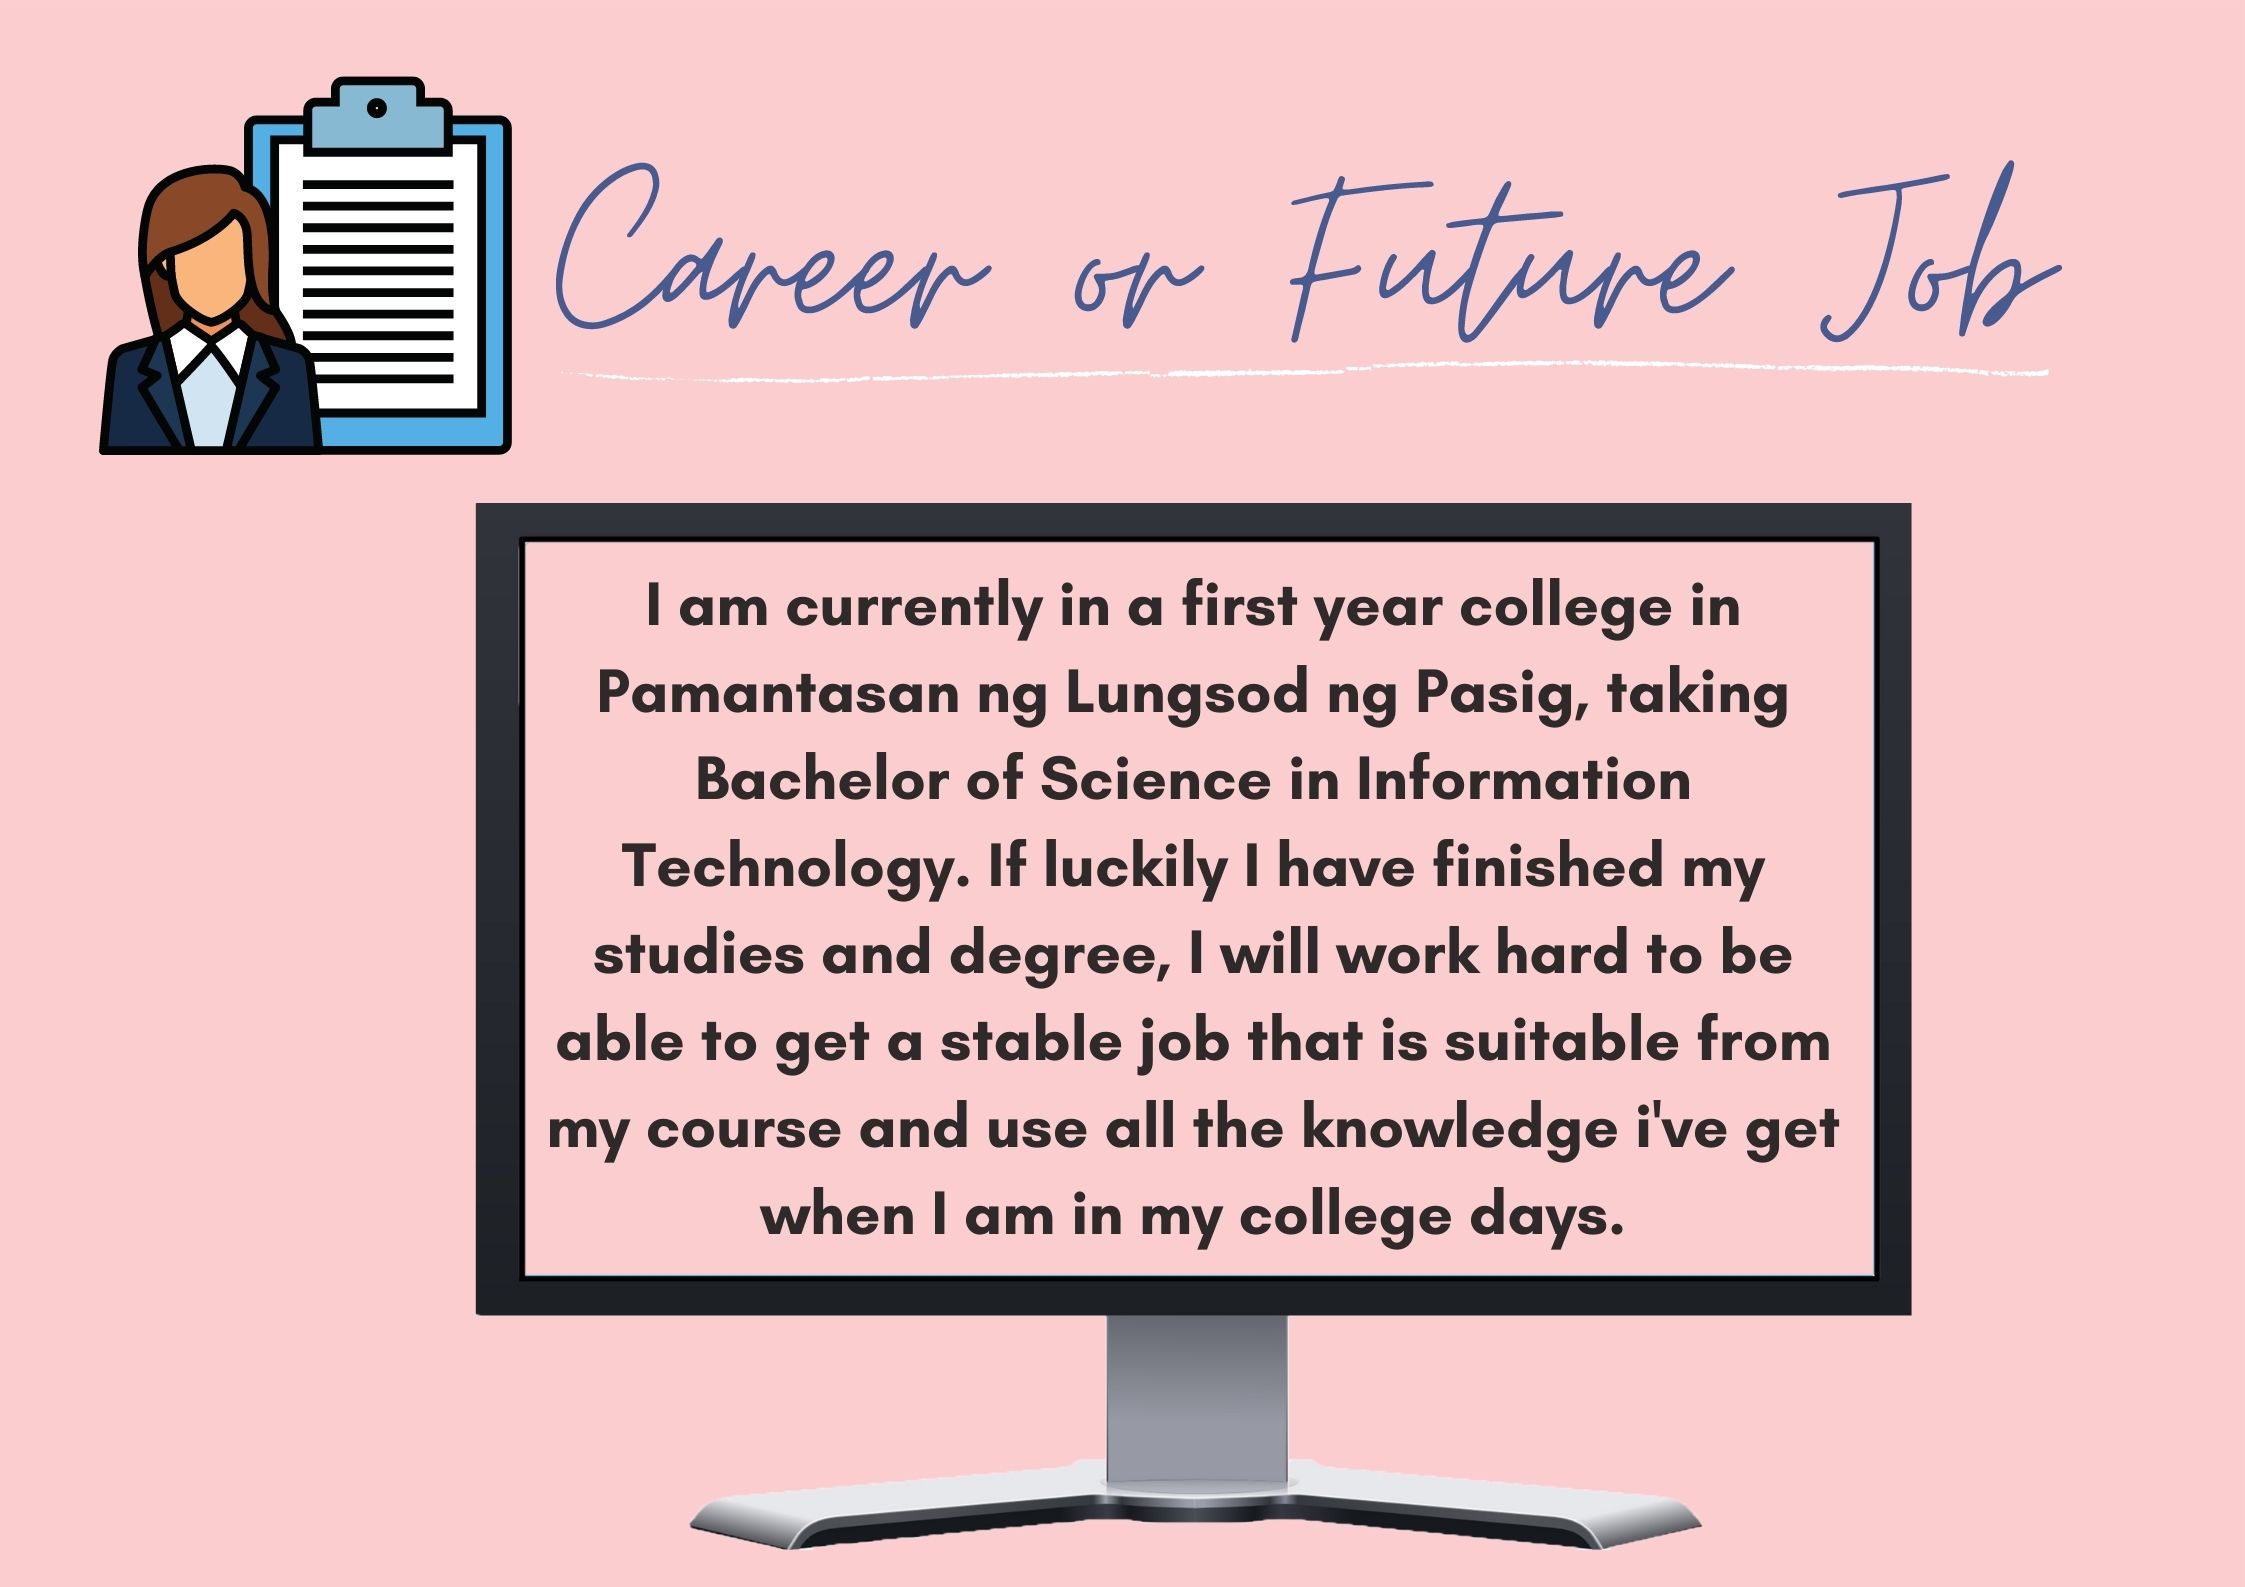 Career or Future Job
I am currently in a first year college in
Pamantasan ng Lungsod ng Pasig, taking
Bachelor of Science in Information
Technology. If luckily I have finished my
studies and degree, I will work hard to be
able to get a stable job that is suitable from
my course and use all the knowledge i've get
when I am in my college days.